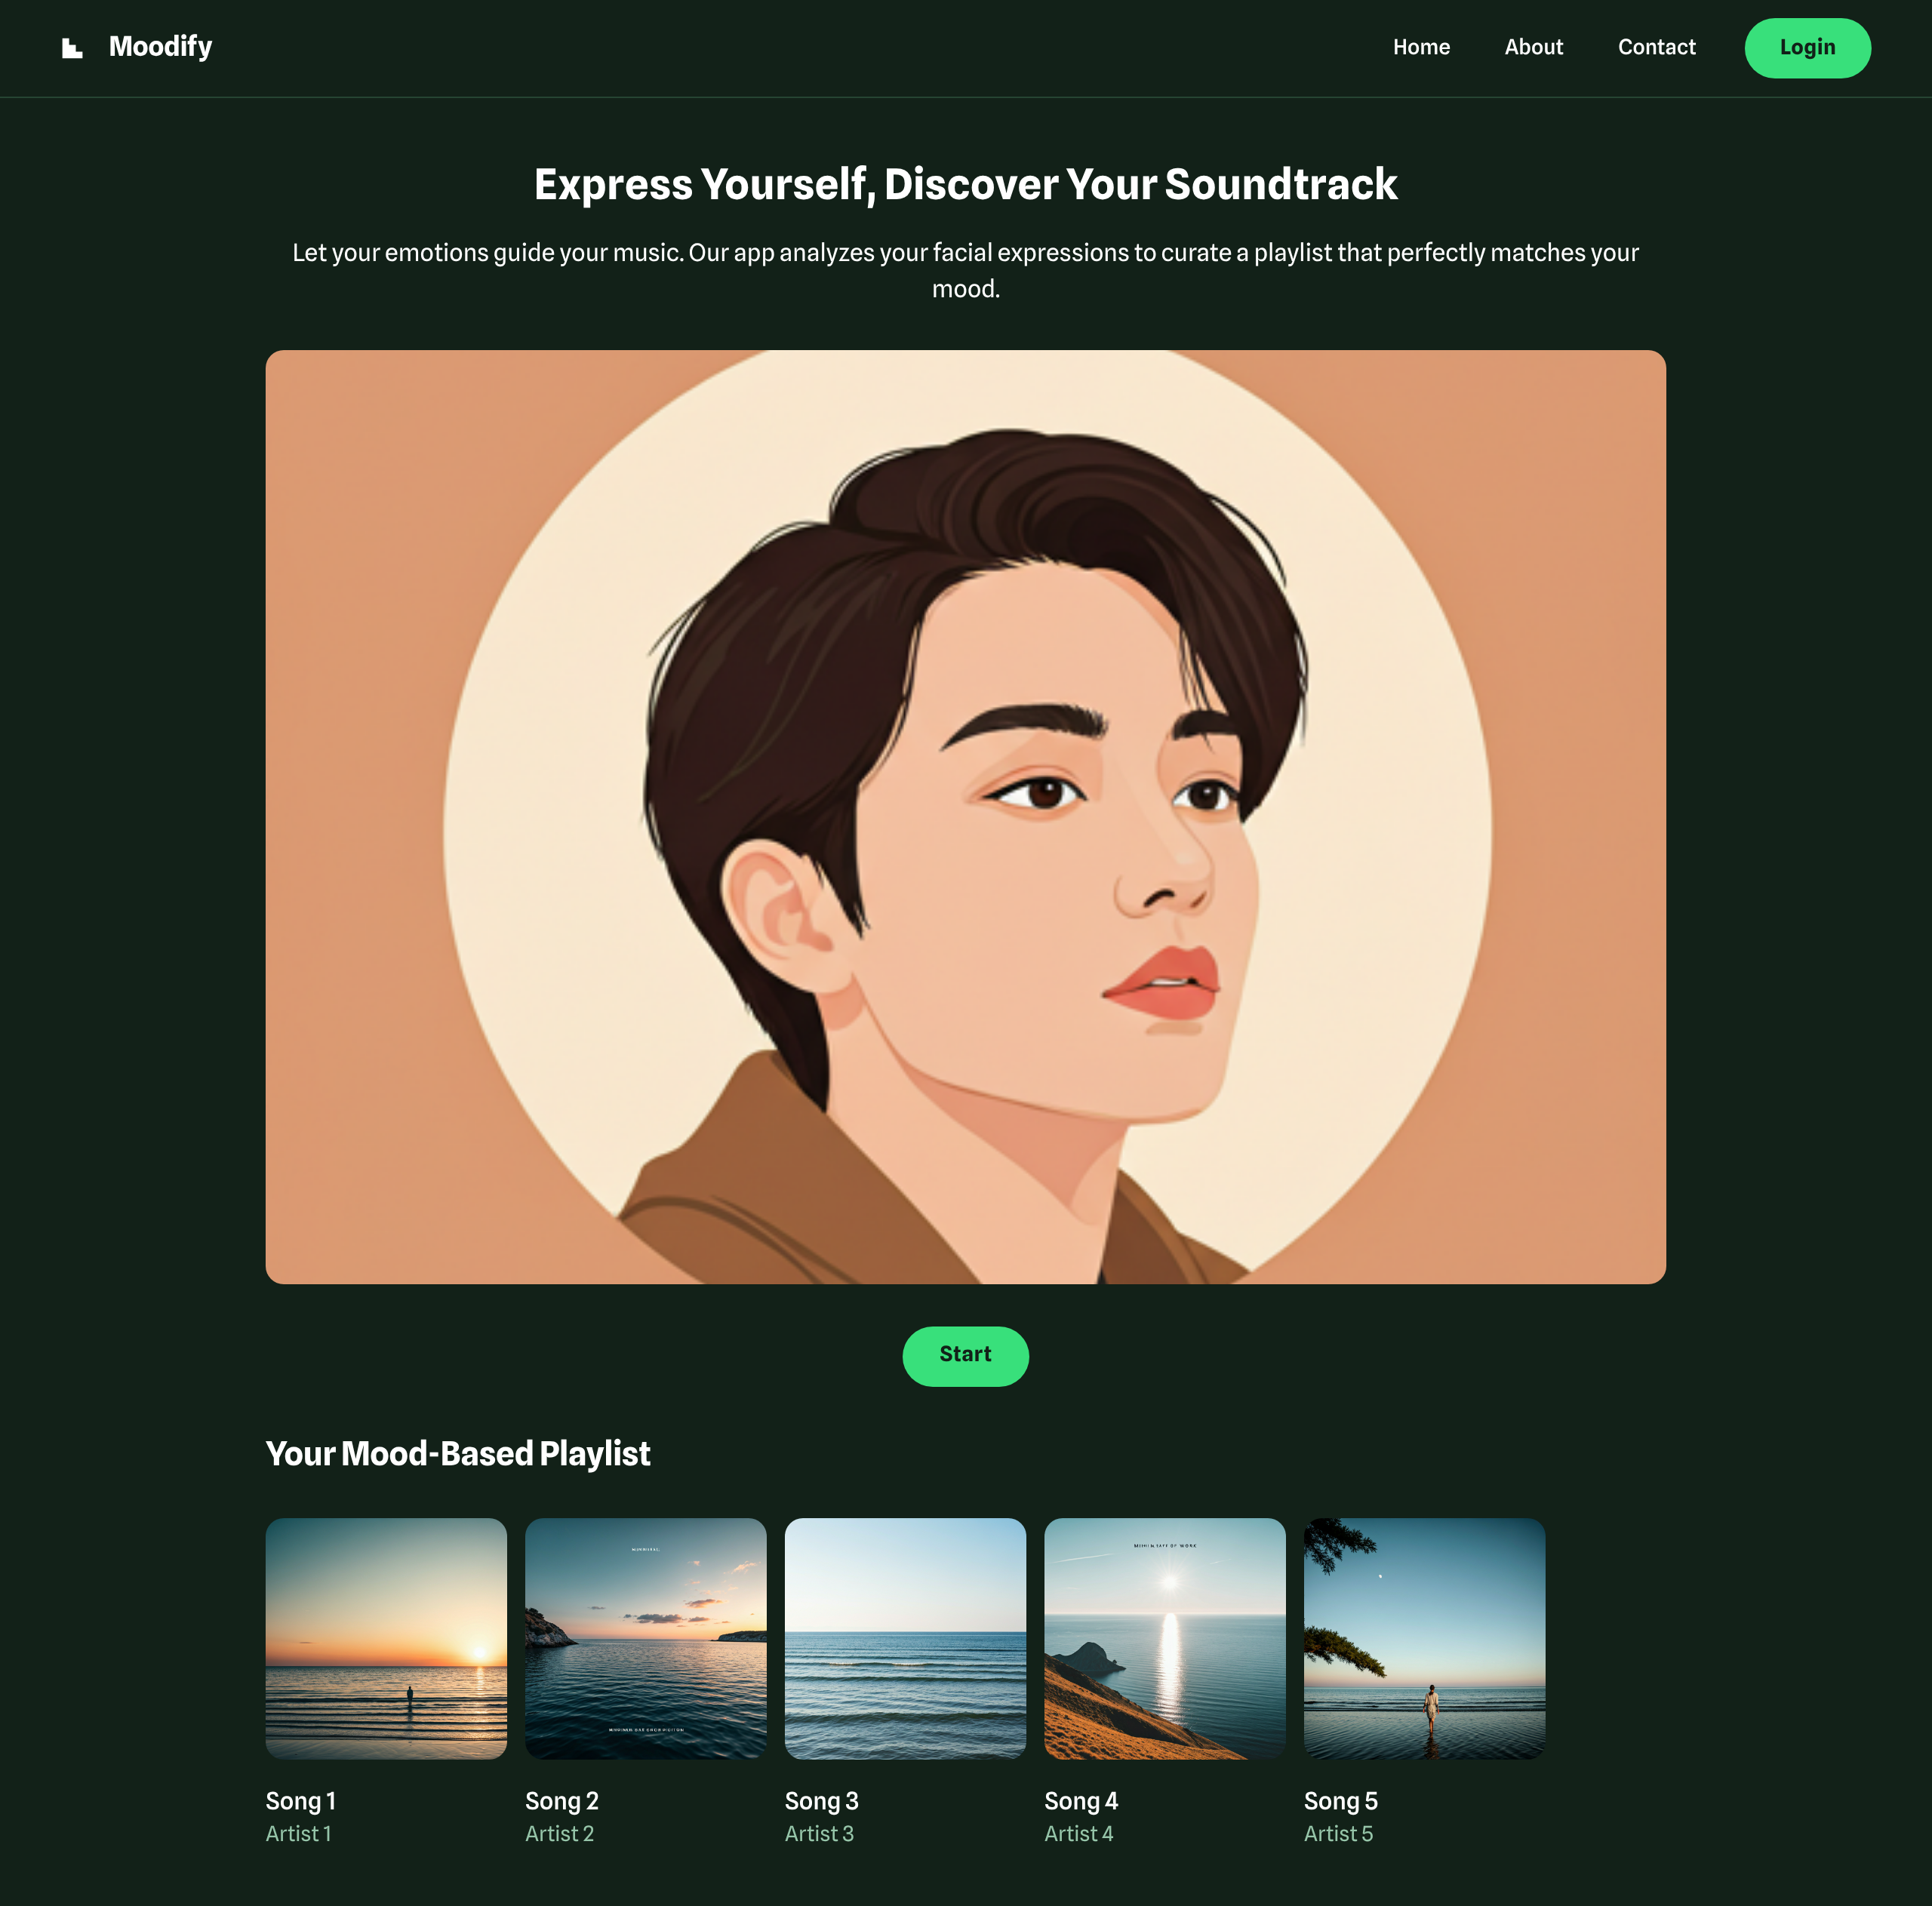 Moodify
Home
About
Contact
Login
Express Yourself, Discover Your Soundtrack
Let your emotions guide your music. Our app analyzes your facial expressions to curate a playlist that perfectly matches your
mood.
Start
Your Mood-Based Playlist
Song 1
Artist 1
Song 2
Artist 2
Song 3
Artist 3
Song 4
Artist 4
Song 5
Artist 5